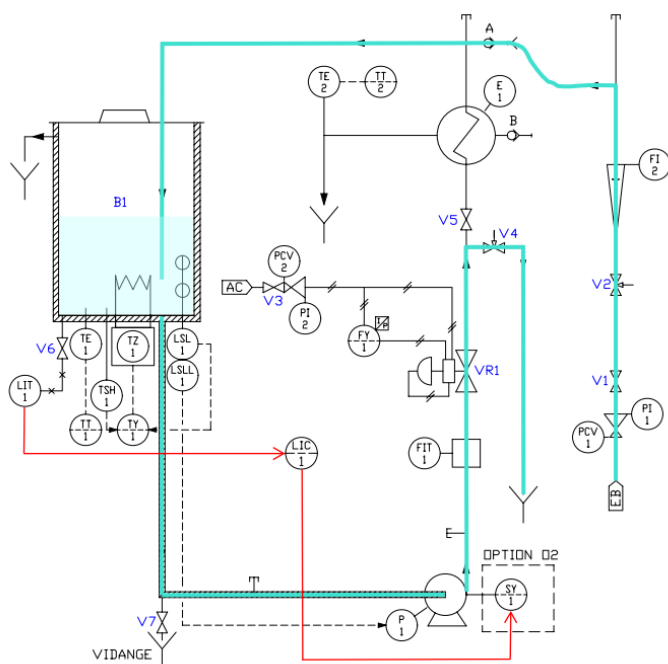 A
TE
2
TT
2
E
1
B
FI
2
B1
V5
V4
PCV
2
AC
V3
PI
2
V2
I/P
FY
1
V6
TE
1
TZ
1
LSL
1
LSLL
1
VR1
V1
LIT
1
TSH
1
PI
1
PCV
1
TT
1
TY
1
LIC
1
FIT
1
EB
E
OPTION 02
SY
1
P
1
V7
VIDANGE